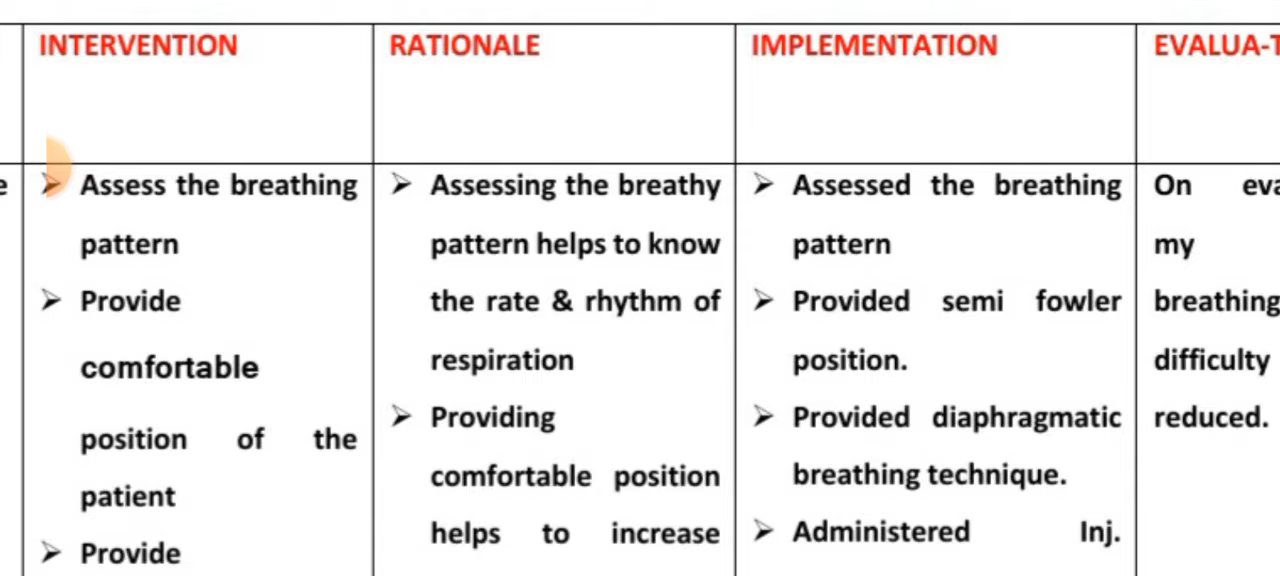 INTERVENTION
RATIONALE
IMPLEMENTATION
EVALUA-T
e
➢ Assess the breathing
pattern
➢ Provide
comfortable
position of the
patient
➢ Provide
➢ Assessing the breathy
pattern helps to know
the rate & rhythm of
respiration
➢ Providing
comfortable position
helps to increase
➢ Assessed the breathing
pattern
➢ Provided semi fowler
position.
➢ Provided diaphragmatic
breathing technique.
➢ Administered Inj.
On eva
my
breathing
difficulty
reduced.